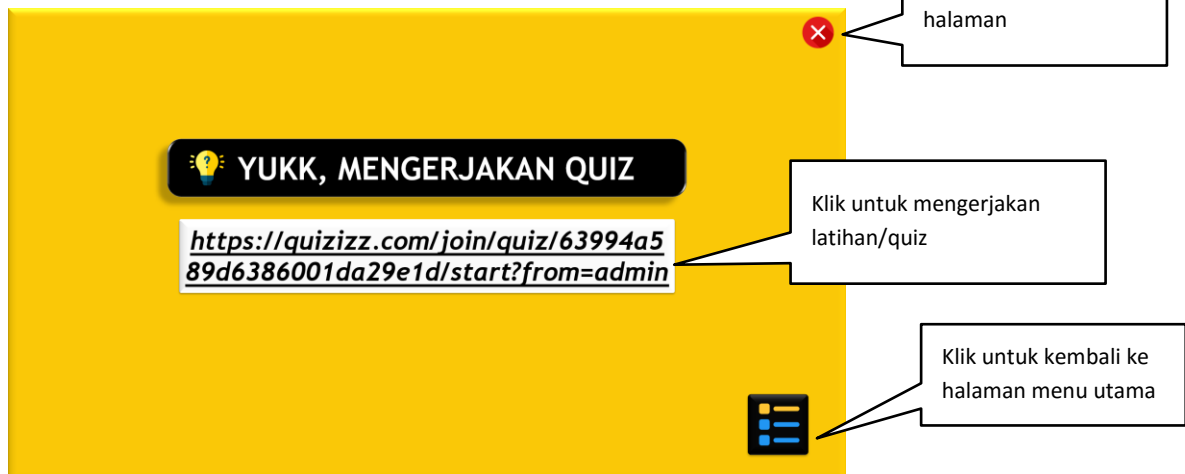 halaman
YUKK, MENGERJAKAN QUIZ
Klik untuk mengerjakan
latihan/quiz
https://quizizz.com/join/quiz/63994a5
89d6386001da29e1d/start?from=admin
Klik untuk kembali ke
halaman menu utama